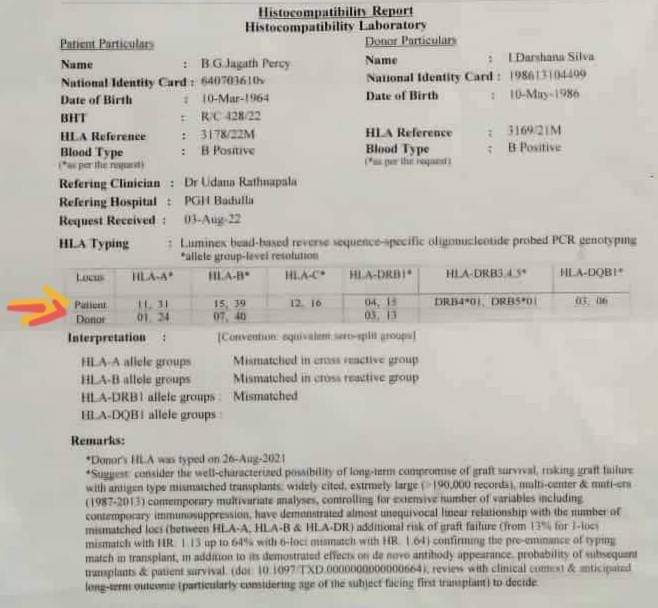 Histocompatibility Report
Histocompatibility Laboratory
Patient Particulars
Donor Particulars
Name : B.G.Jagath Percy
Name : I.Darshana Silva
National Identity Card : 640703610v
National Identity Card : 198613104499
Date of Birth : 10-Mar-1964
Date of Birth : 10-May-1986
BHT : R/C 428/22
HLA Reference : 3178/22M
HLA Reference : 3169/21M
Blood Type : B Positive
Blood Type : B Positive
(*as per the request)
(*as per the request)
Refering Clinician : Dr Udana Rathnapala
Refering Hospital : PGH Badulla
Request Received : 03-Aug-22
HLA Typing : Luminex bead-based reverse sequence-specific oligonucleotide probed PCR genotyping
*allele group-level resolution
Locus HLA-A* HLA-B* HLA-C* HLA-DRB1* HLA-DRB3,4,5* HLA-DQB1*
Patient 11, 31 15, 39 12, 16 04, 15 DRB4*01, DRB5*01 03, 06
Donor 01, 24 07, 40 03, 13
Interpretation : [Convention: equivalent sero-split groups]
HLA-A allele groups Mismatched in cross reactive group
HLA-B allele groups Mismatched in cross reactive group
HLA-DRB1 allele groups : Mismatched
HLA-DQB1 allele groups :
Remarks:
*Donor's HLA was typed on 26-Aug-2021
*Suggest: consider the well-characterized possibility of long-term compromise of graft survival, risking graft failure
with antigen type mismatched transplants; widely cited, extrmely large (>190,000 records), multi-center & muti-era
(1987-2013) contemporary multivariate analyses, controlling for extensive number of variables including
contemporary immunosuppression, have demonstrated almost unequivocal linear relationship with the number of
mismatched loci (between HLA-A, HLA-B & HLA-DR) additional risk of graft failure (from 13% for 1-loci
mismatch with HR: 1.13 up to 64% with 6-loci mismatch with HR: 1.64) confirming the pre-eminance of typing
match in transplant, in addition to its demostrated effects on de novo antibody appearance, probability of subsequent
transplants & patient survival. (doi: 10.1097/TXD.0000000000000664), review with clinical context & anticipated
long-term outcome (particularly considering age of the subject facing first transplant) to decide.